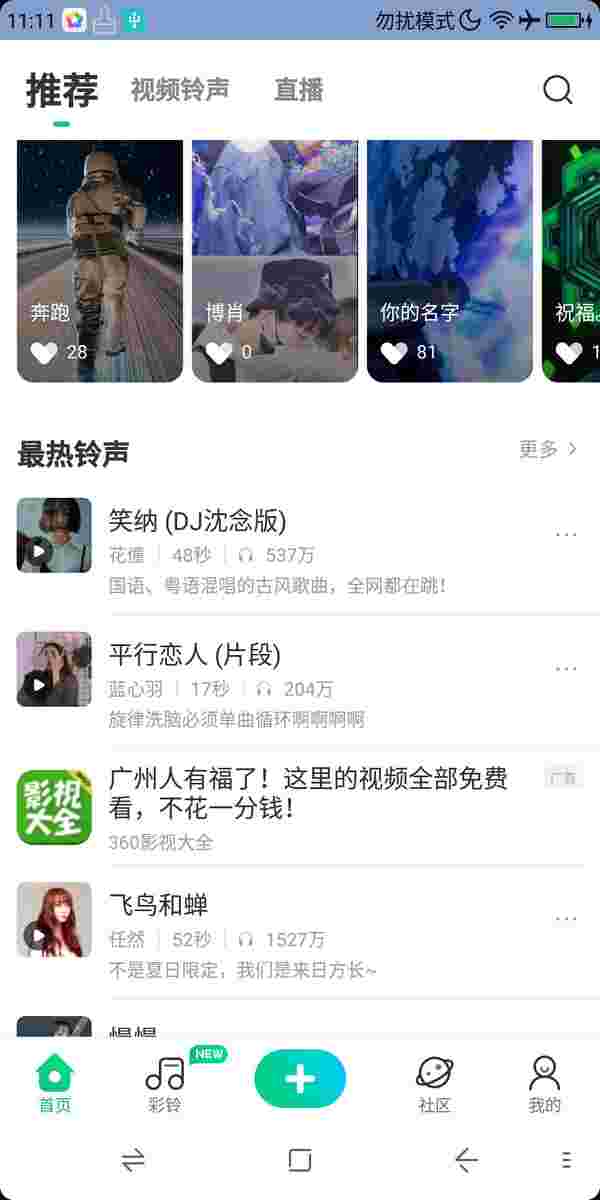 11:11
勿扰模式
推荐
视频铃声
直播
奔跑
28
博肖
0
你的名字
81
祝福
1
最热铃声
更多
笑纳 (DJ沈念版)
花僮
48秒
537万
国语、粤语混唱的古风歌曲，全网都在跳！
平行恋人 (片段)
蓝心羽
17秒
204万
旋律洗脑必须单曲循环啊啊啊啊
影视
大全
广州人有福了！这里的视频全部免费
看，不花一分钱！
广告
360影视大全
飞鸟和蝉
任然
52秒
1527万
不是夏日限定，我们是来日方长~
首页
彩铃
NEW
社区
我的